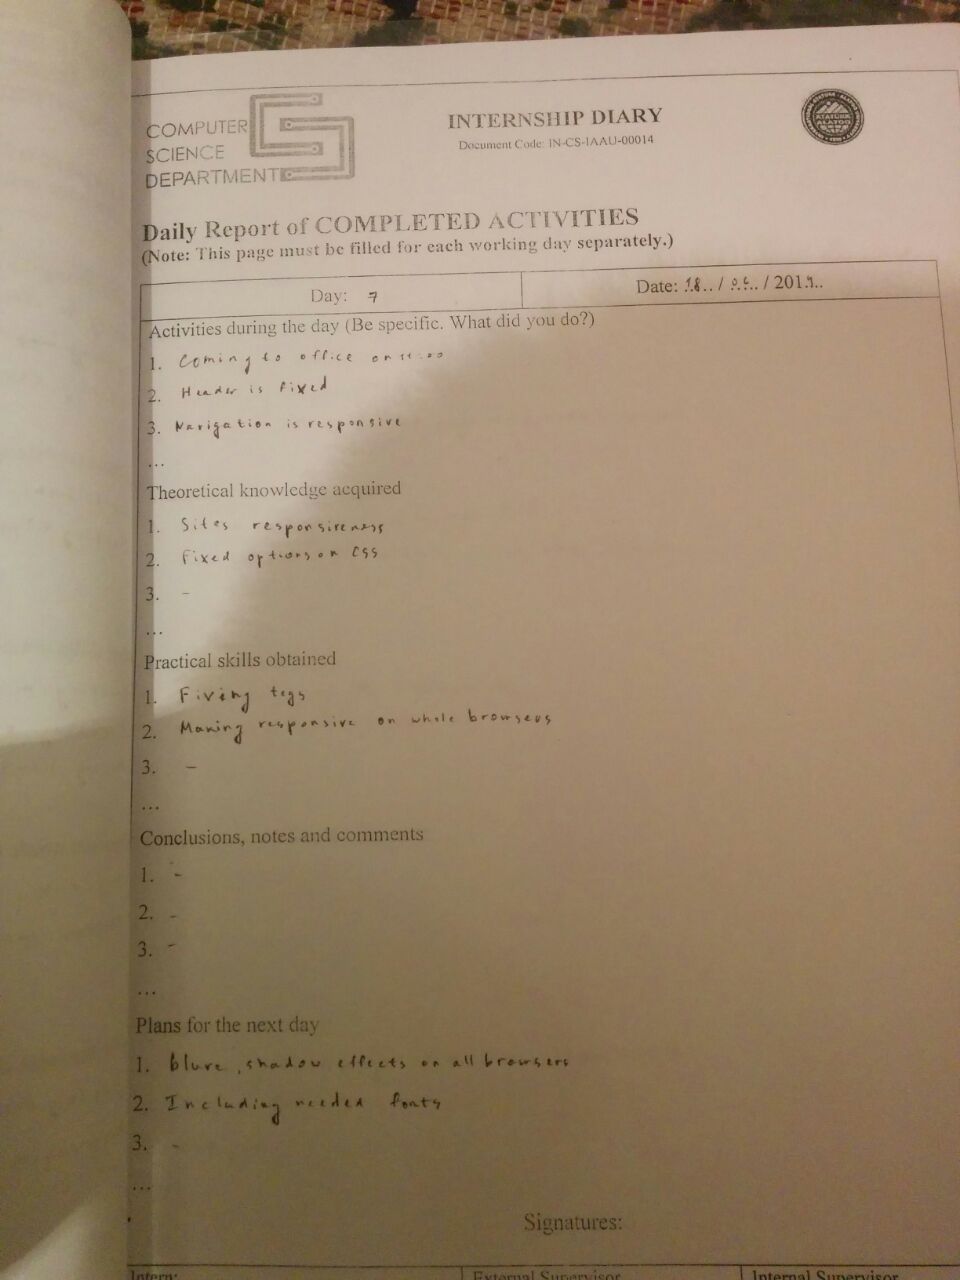 COMPUTER
SCIENCE
DEPARTMENT
INTERNSHIP DIARY
Document Code: IN-CS-IAAU-00014
ATATÜRK
ALATOO
Daily Report of COMPLETED ACTIVITIES
(Note: This page must be filled for each working day separately.)
Day: 7
Date: 18../ 06../ 201..
Activities during the day (Be specific. What did you do?)
1. Coming to office on 11:00
2. Header is fixed
3. Navigation is responsive
...
Theoretical knowledge acquired
1. Sites responsiveness
2. Fixed options on CSS
3. -
...
Practical skills obtained
1. Fixing tegs
2. Making responsive on whole browsers
3. -
...
Conclusions, notes and comments
1. -
2. -
3. -
...
Plans for the next day
1. blure, shadow effects on all browsers
2. Including needed fonts
3. -
...
Signatures:
Intern:
External Supervisor
Internal Supervisor